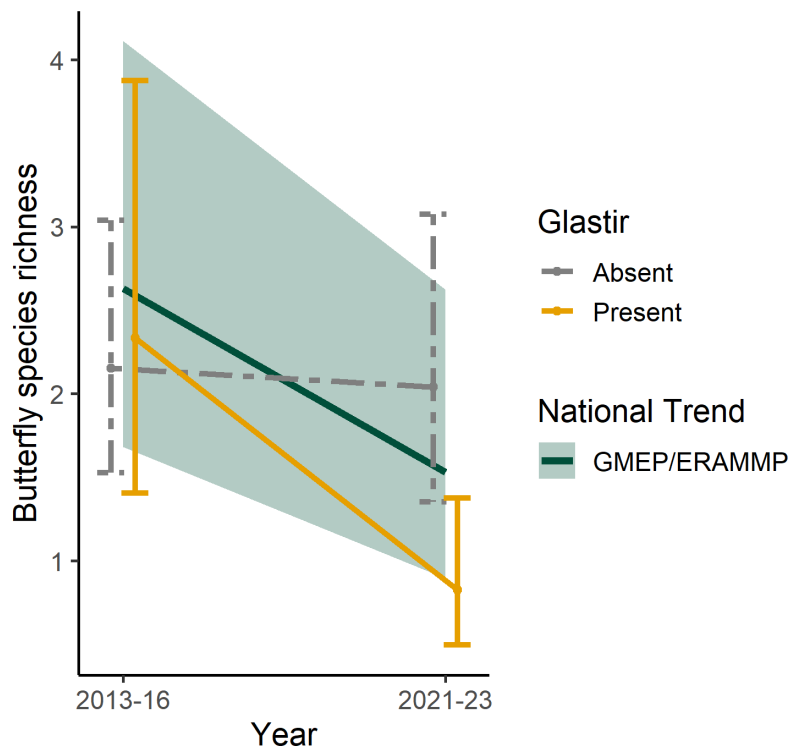 Butterfly species richness
4
3
2
1
2013-16
2021-23
Year
Glastir
Absent
Present
National Trend
GMEP/ERAMMP